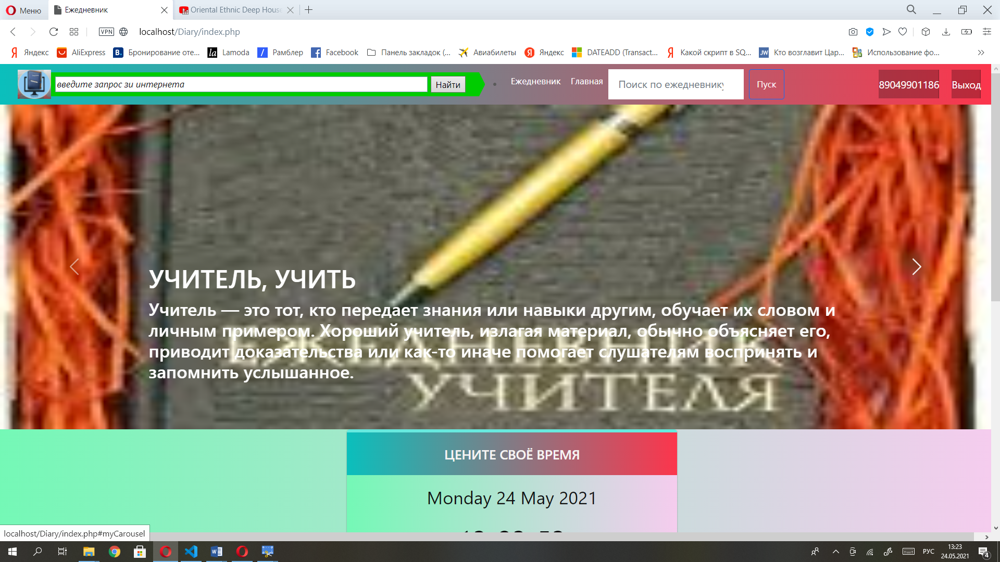 Меню
Ежедневник
Oriental Ethnic Deep House
VPN
localhost/Diary/index.php
Яндекс
AliExpress
B.
Бронирование оте...
la
Lamoda
Рамблер
Facebook
Панель закладок (...
Авиабилеты
Я
Яндекс
DATEADD (Transact...
Я
Какой скрипт в SQ...
JW
Кто возглавит Цар...
Использование фо...
введите запрос зи интернета
Найти
Ежедневник
Главная
Поиск по ежедневнику
Пуск
89049901186
Выход
УЧИТЕЛЬ, УЧИТЬ
Учитель — это тот, кто передает знания или навыки другим, обучает их словом и
личным примером. Хороший учитель, излагая материал, обычно объясняет его,
приводит доказательства или как-то иначе помогает слушателям воспринять и
запомнить услышанное.
ЕЖЕДНЕВНИК
УЧИТЕЛЯ
ЦЕНИТЕ СВОЁ ВРЕМЯ
Monday 24 May 2021
localhost/Diary/index.php#myCarousel
РУС
13:23
24.05.2021
4